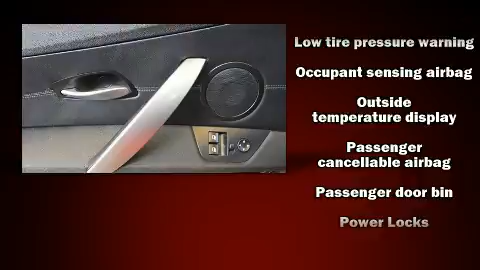 Low tire pressure warning
Occupant sensing airbag
Outside
temperature display
Passenger
cancellable airbag
Passenger door bin
Power Locks